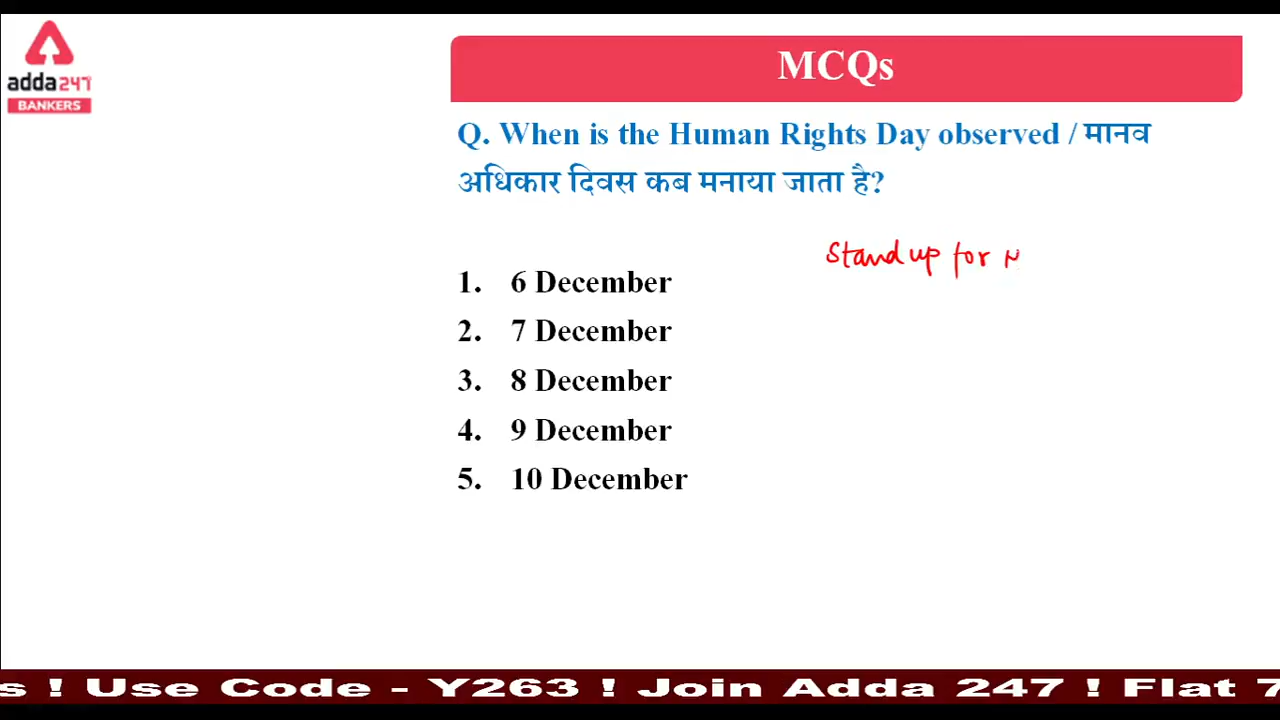 adda247
BANKERS
MCQs
Q. When is the Human Rights Day observed / मानव
अधिकार दिवस कब मनाया जाता है?
Stand up for
1. 6 December
2. 7 December
3. 8 December
4. 9 December
5. 10 December
s ! Use Code - Y263 ! Join Adda 247 ! Flat 7